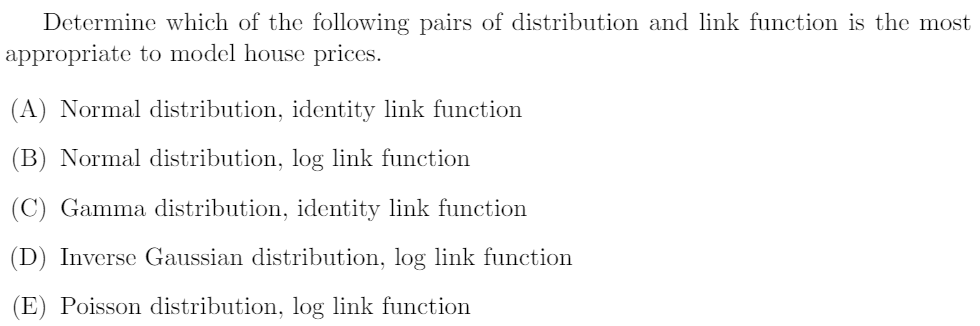 Determine which of the following pairs of distribution and link function is the most
appropriate to model house prices.
(A) Normal distribution, identity link function
(B) Normal distribution, log link function
(C) Gamma distribution, identity link function
(D) Inverse Gaussian distribution, log link function
(E) Poisson distribution, log link function